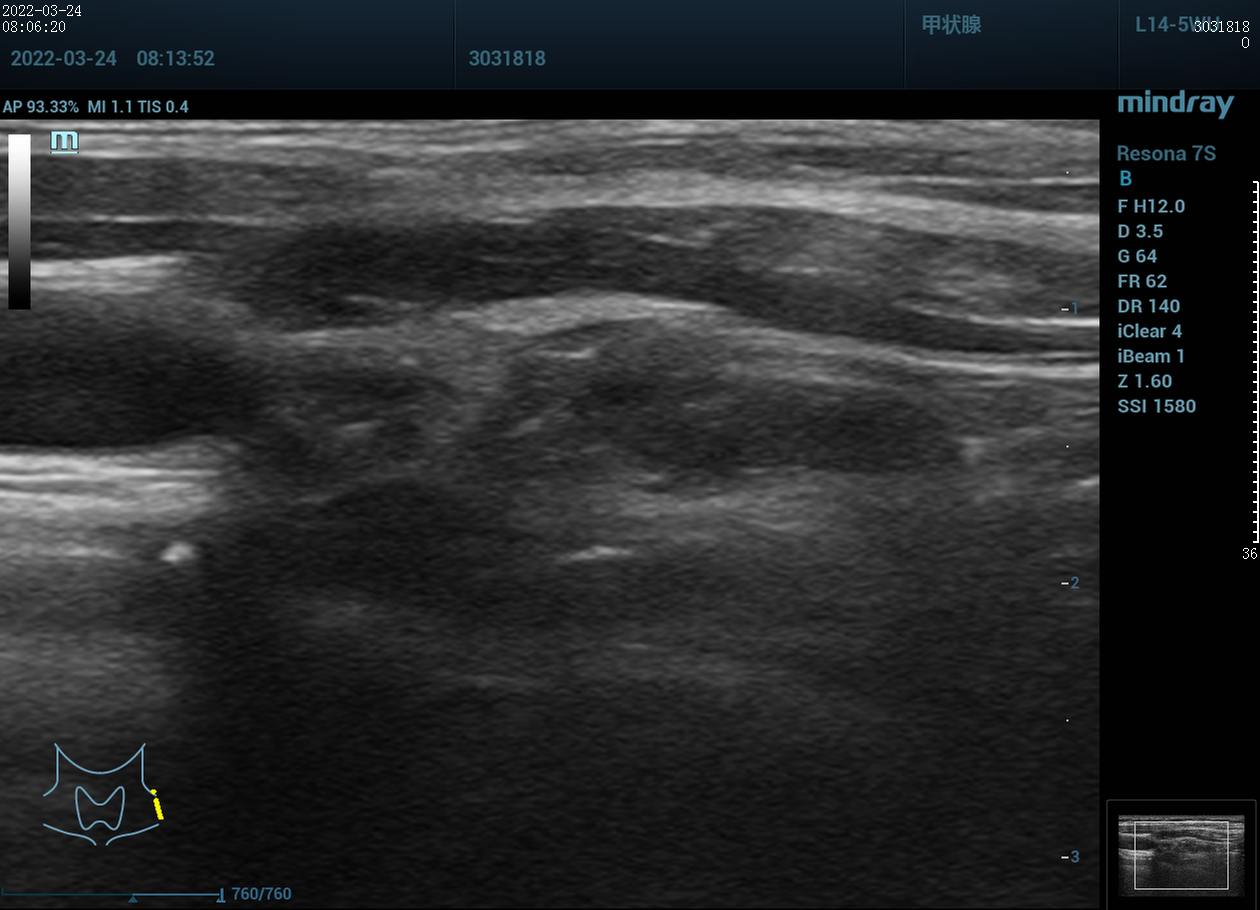 2022-03-24
08:06:20
2022-03-24 08:13:52
3031818
甲状腺
3031818
0
AP 93.33% MI 1.1 TIS 0.4
mindray
m
Resona 7S
B
F H12.0
D 3.5
G 64
FR 62
DR 140
iClear 4
iBeam 1
Z 1.60
SSI 1580
1
2
3
36
760/760